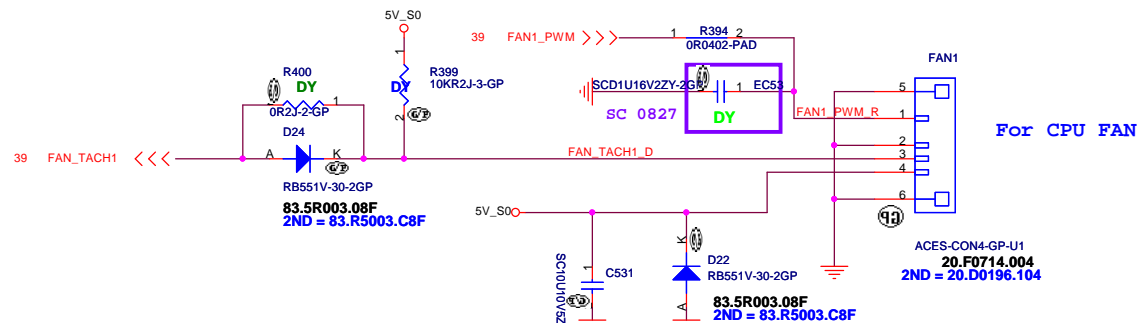 5V_S0
39 FAN1_PWM
1 R394 2
0R0402-PAD
FAN1
R400
DY
1
0R2J-2-GP
1
DY
R399
10KR2J-3-GP
2
SCD1U16V2ZY-2G
1 EC53
SC 0827
DY
FAN1_PWM_R
5
1
2
3
4
6
For CPU FAN
D24
39 FAN_TACH1
A K
RB551V-30-2GP
83.5R003.08F
2ND = 83.R5003.C8F
FAN_TACH1_D
5V_S0
1
C531
SC10U10V5Z
K
D22
RB551V-30-2GP
A
83.5R003.08F
2ND = 83.R5003.C8F
GP
ACES-CON4-GP-U1
20.F0714.004
2ND = 20.D0196.104